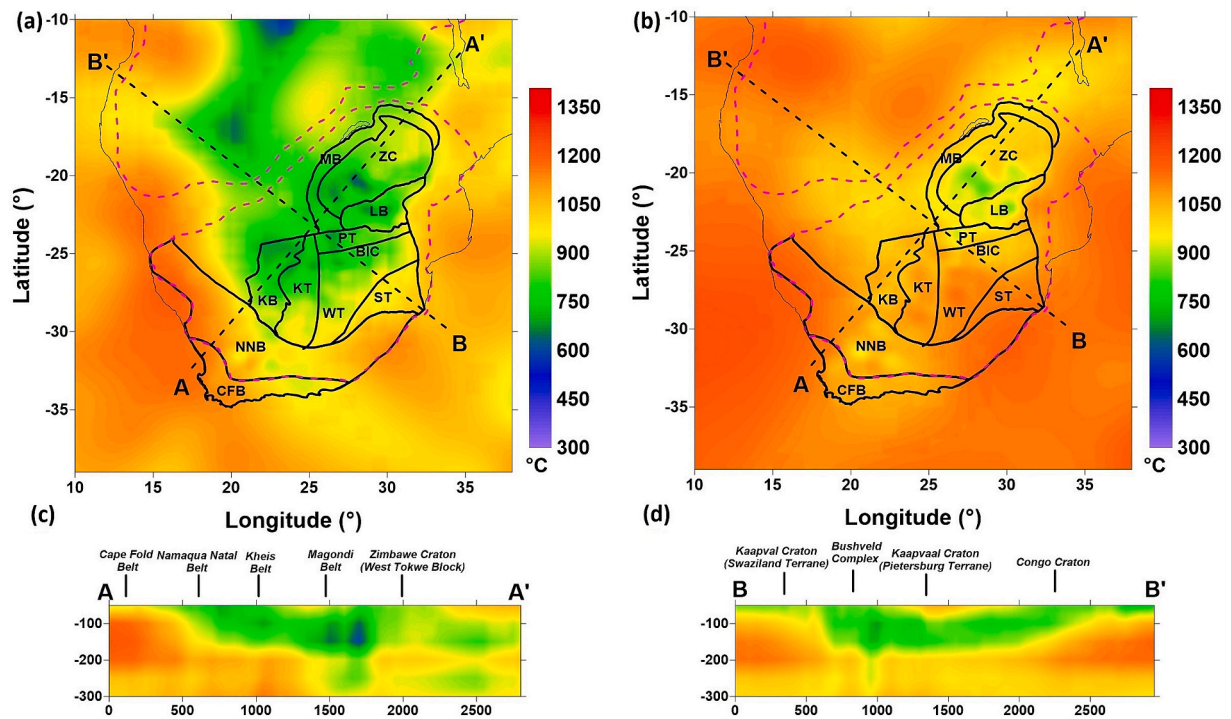 (a)
(b)
-10
-15
-20
-25
-30
-35
Latitude (°)
10
15
20
25
30
35
Longitude (°)
B'
A'
MB
ZC
LB
PT
BIC
KB
KT
WT
ST
NNB
CFB
A
B
1350
1200
1050
900
750
600
450
300
°C
-10
-15
-20
-25
-30
-35
Latitude (°)
10
15
20
25
30
35
Longitude (°)
B'
A'
MB
ZC
LB
PT
BIC
KB
KT
WT
ST
NNB
CFB
A
B
1350
1200
1050
900
750
600
450
300
°C
(c)
Cape Fold
Belt
Namaqua Natal
Belt
Kheis
Belt
Magondi
Belt
Zimbawe Craton
(West Tokwe Block)
A
A'
-100
-200
-300
0
500
1000
1500
2000
2500
(d)
Kaapval Craton
(Swaziland Terrane)
Bushveld
Complex
Kaapvaal Craton
(Pietersburg Terrane)
Congo Craton
B
B'
-100
-200
-300
0
500
1000
1500
2000
2500